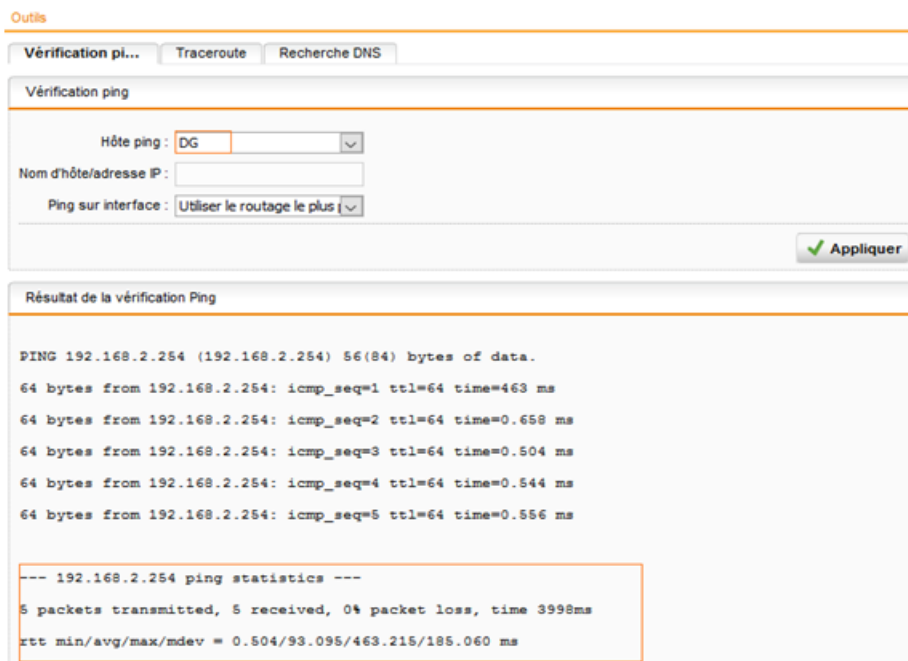 Outils
Vérification pi... Traceroute Recherche DNS
Vérification ping
Hôte ping : DG
Nom d'hôte/adresse IP :
Ping sur interface : Utiliser le routage le plus
Appliquer
Résultat de la vérification Ping
PING 192.168.2.254 (192.168.2.254) 56(84) bytes of data.
64 bytes from 192.168.2.254: icmp_seq=1 ttl=64 time=463 ms
64 bytes from 192.168.2.254: icmp_seq=2 ttl=64 time=0.658 ms
64 bytes from 192.168.2.254: icmp_seq=3 ttl=64 time=0.504 ms
64 bytes from 192.168.2.254: icmp_seq=4 ttl=64 time=0.544 ms
64 bytes from 192.168.2.254: icmp_seq=5 ttl=64 time=0.556 ms
--- 192.168.2.254 ping statistics ---
5 packets transmitted, 5 received, 0% packet loss, time 3998ms
rtt min/avg/max/mdev = 0.504/93.095/463.215/185.060 ms